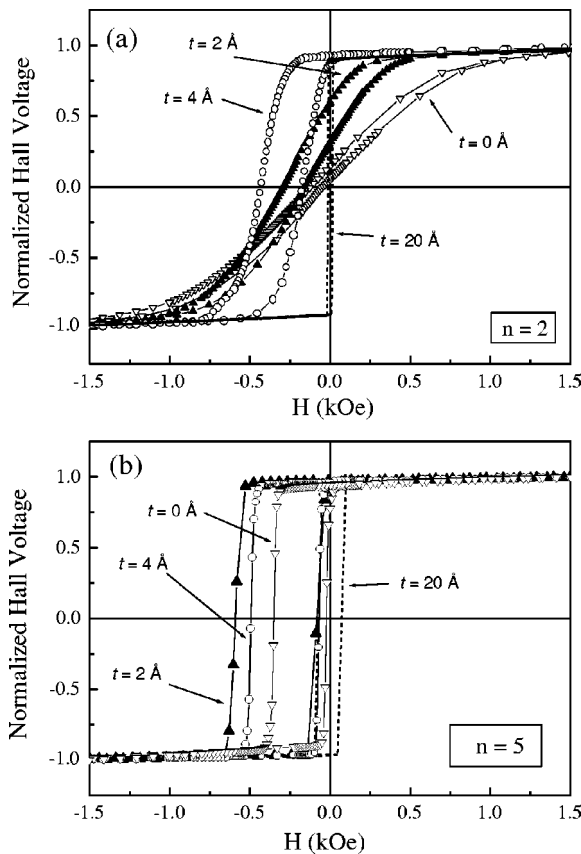 (a)
1.0
0.5
0.0
-0.5
-1.0
Normalized Hall Voltage
t = 2 Å
t = 4 Å
t = 0 Å
t = 20 Å
n = 2
-1.5 -1.0 -0.5 0.0 0.5 1.0 1.5
H (kOe)
(b)
1.0
0.5
0.0
-0.5
-1.0
Normalized Hall Voltage
t = 0 Å
t = 4 Å
t = 20 Å
t = 2 Å
n = 5
-1.5 -1.0 -0.5 0.0 0.5 1.0 1.5
H (kOe)